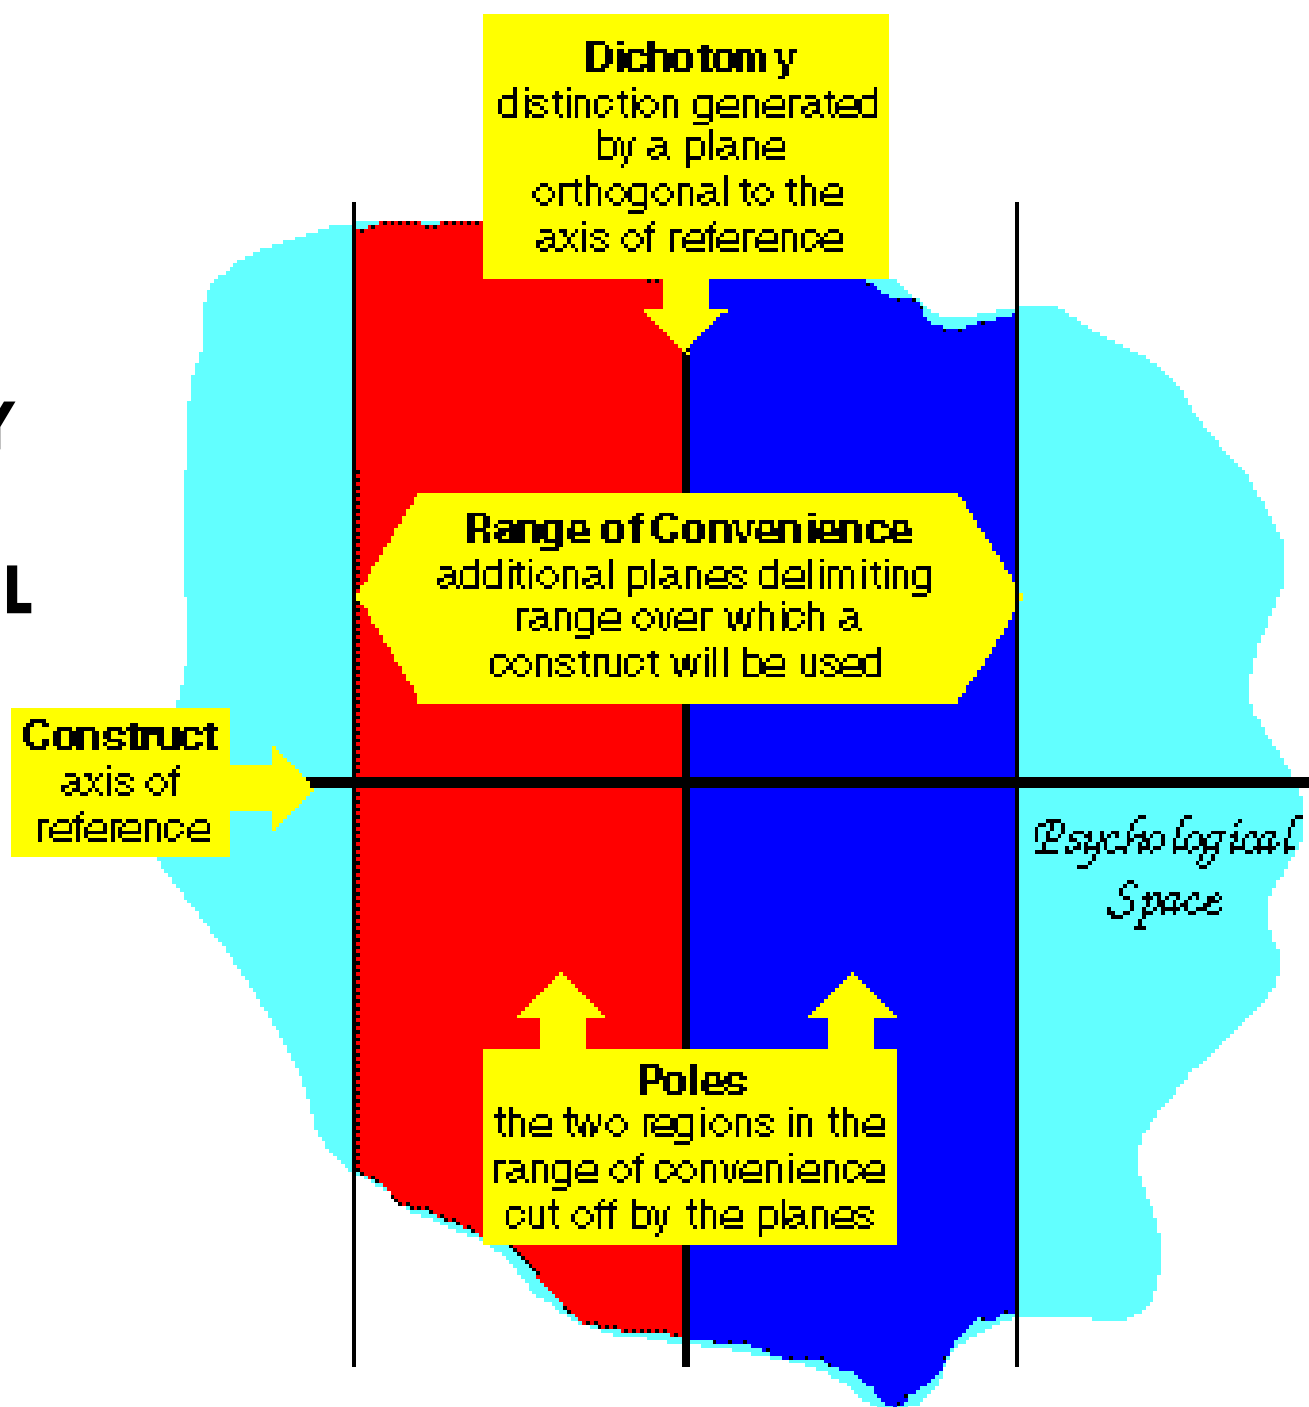 Dichotomy
distinction generated
by a plane
orthogonal to the
axis of reference
Y
L
Range of Convenience
additional planes delimiting
range over which a
construct will be used
Construct
axis of
reference
Psychological
Space
Poles
the two regions in the
range of convenience
cut off by the planes